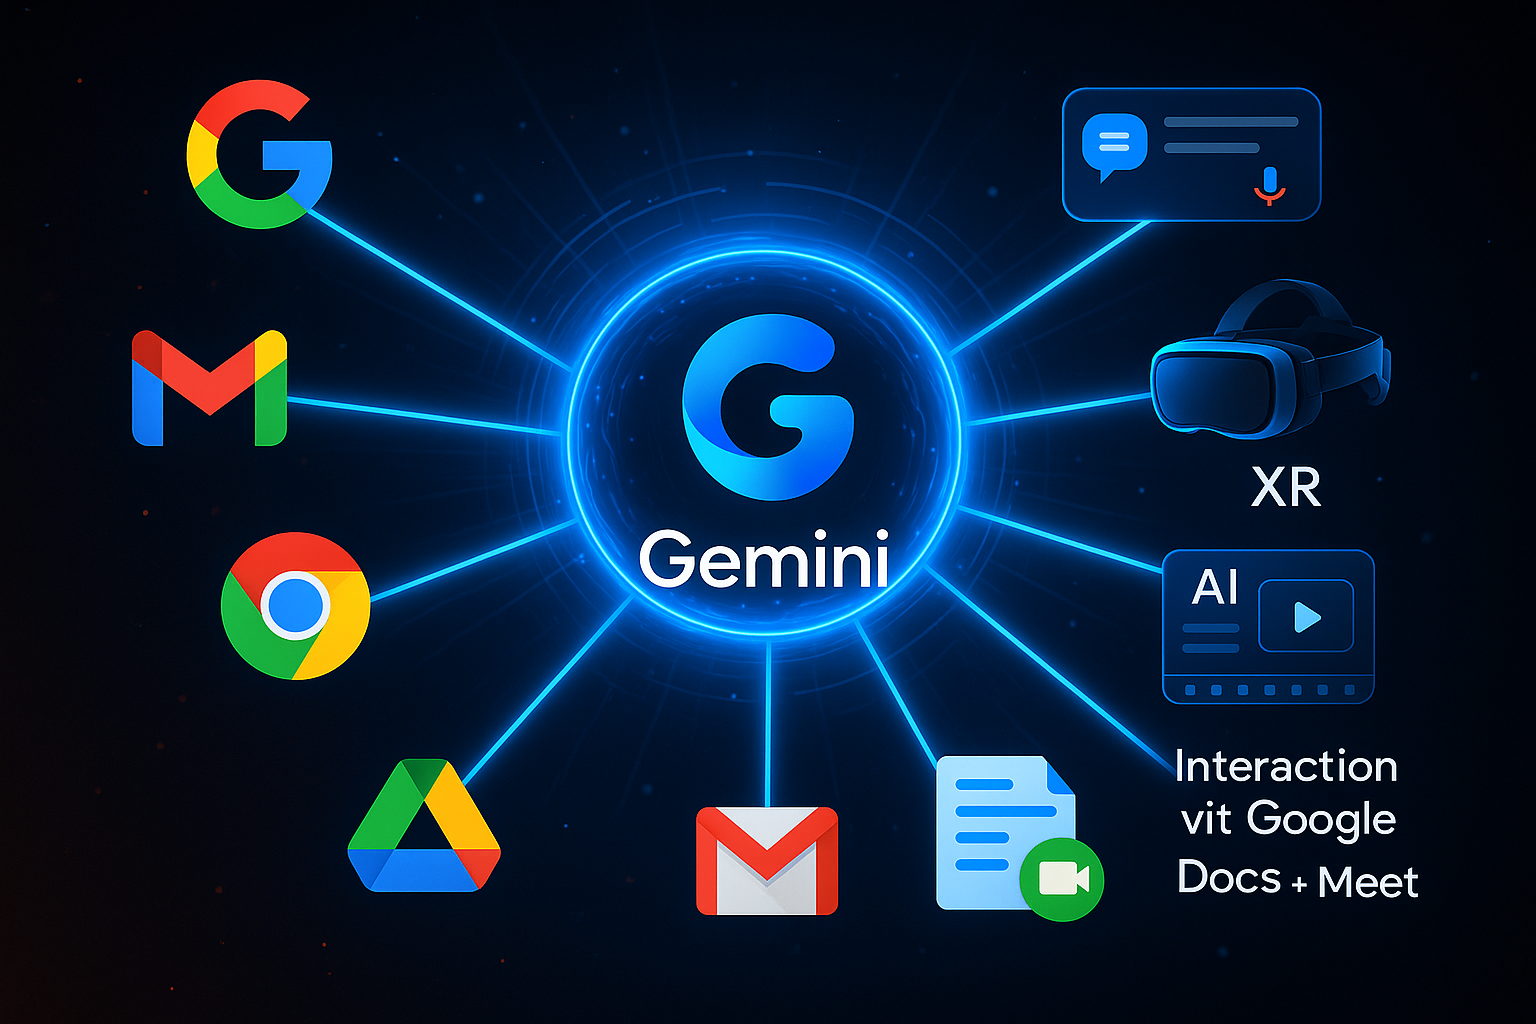 Gemini
XR
AI
Interaction
vit Google
Docs + Meet